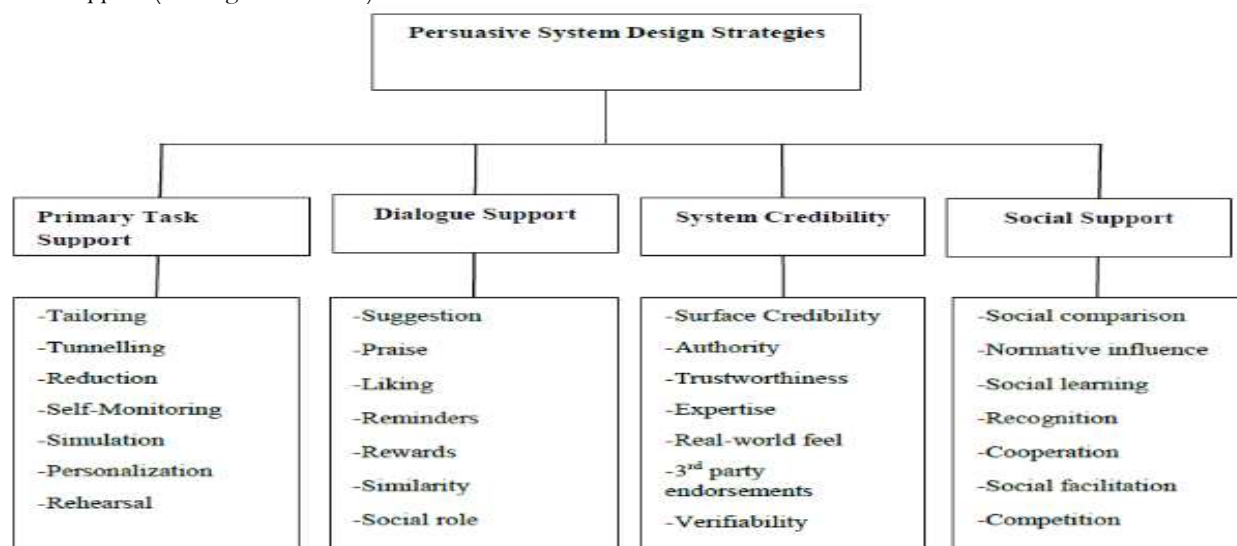 Persuasive System Design Strategies
Primary Task
Support
Dialogue Support
System Credibility
Social Support
-Tailoring
-Tunnelling
-Reduction
-Self-Monitoring
-Simulation
-Personalization
-Rehearsal
-Suggestion
-Praise
-Liking
-Reminders
-Rewards
-Similarity
-Social role
-Surface Credibility
-Authority
-Trustworthiness
-Expertise
-Real-world feel
-3rd party
endorsements
-Verifiability
-Social comparison
-Normative influence
-Social learning
-Recognition
-Cooperation
-Social facilitation
-Competition